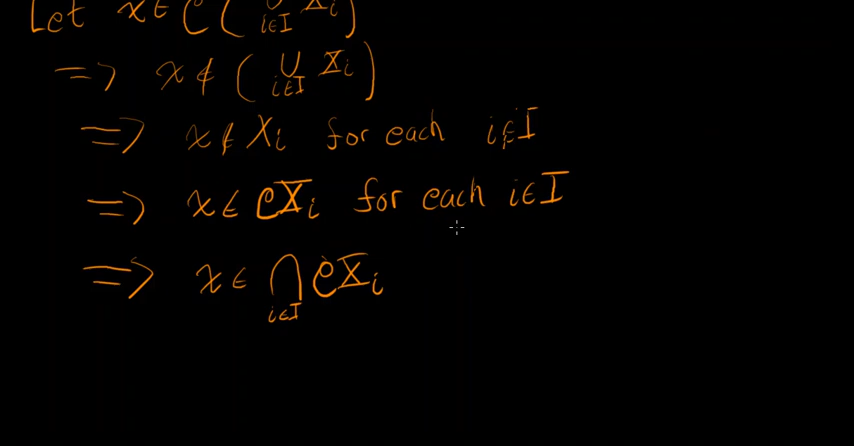 Let x ∈ C ( ⋃_{i∈I} X_i )
=> x ∉ ( ⋃_{i∈I} X_i )
=> x ∉ X_i for each i∈I
=> x ∈ CX_i for each i∈I
=> x ∈ ⋂_{i∈I} CX_i